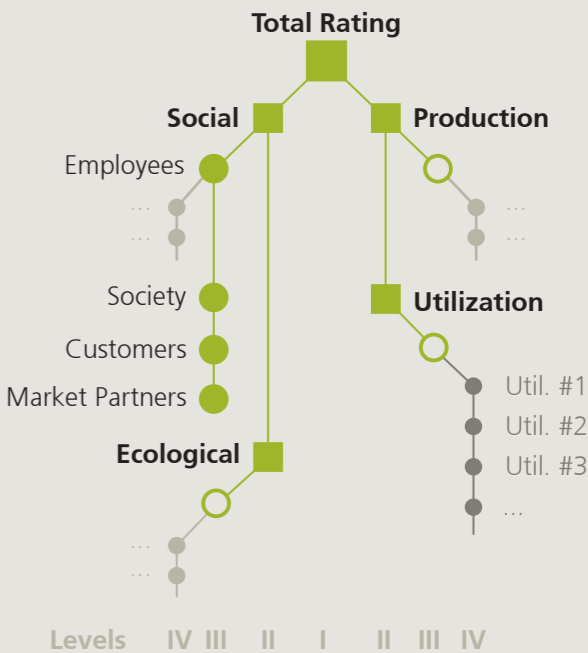 Total Rating
Social
Production
Employees
...
...
...
...
Society
Utilization
Customers
Util. #1
Market Partners
Util. #2
Ecological
Util. #3
...
...
...
Levels IV III II I II III IV